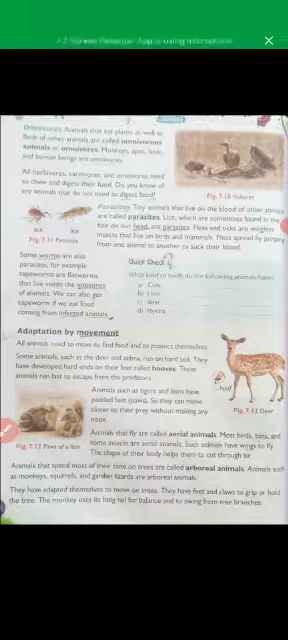 Screen Recorder App is using microphone
Omnivores Animals that eat plants as well as
flesh of other animals are called omnivorous
animals or omnivores. Monkeys, apes, bears
and human beings are omnivores.
Fig. 7.10 Vultures
All herbivores, carnivores, and omnivores need
to chew and digest their food. Do you know of
any animals that do not need to digest food?
Parasites Tiny animals that live on the blood of other animals
are called parasites. Lice, which are sometimes found in the
hair on our head, are parasites. Fleas and ticks are wingless
insects that live on birds and mammals. Fleas spread by jumping
from one animal to another to suck their blood.
tick
lice
Fig. 7.11 Parasites
Some worms are also
parasites, for example
tapeworms are flatworms
that live inside the intestines
of animals. We can also get
tapeworm if we eat food
coming from infected animals.
Quick Check
What kind of teeth do the following animals have?
a) Cow
b) Lion
c) Bear
d) Hyena
Adaptation by movement
All animals need to move to find food and to protect themselves.
Some animals, such as the deer and zebra, run on hard soil. They
have developed hard ends on their feet called hooves. These
animals run fast to escape from the predators.
hoof
Fig. 7.12 Deer
Animals such as tigers and lions have
padded feet (paws). So they can move
closer to their prey without making any
noise.
Fig. 7.13 Paws of a lion
Animals that fly are called aerial animals. Most birds, bats, and
some insects are aerial animals. Such animals have wings to fly.
The shape of their body helps them to cut through air.
Animals that spend most of their time on trees are called arboreal animals. Animals such
as monkeys, squirrels, and garden lizards are arboreal animals.
They have adapted themselves to move on trees. They have feet and claws to grip or hold
the tree. The monkey uses its long tail for balance and to swing from tree branches.